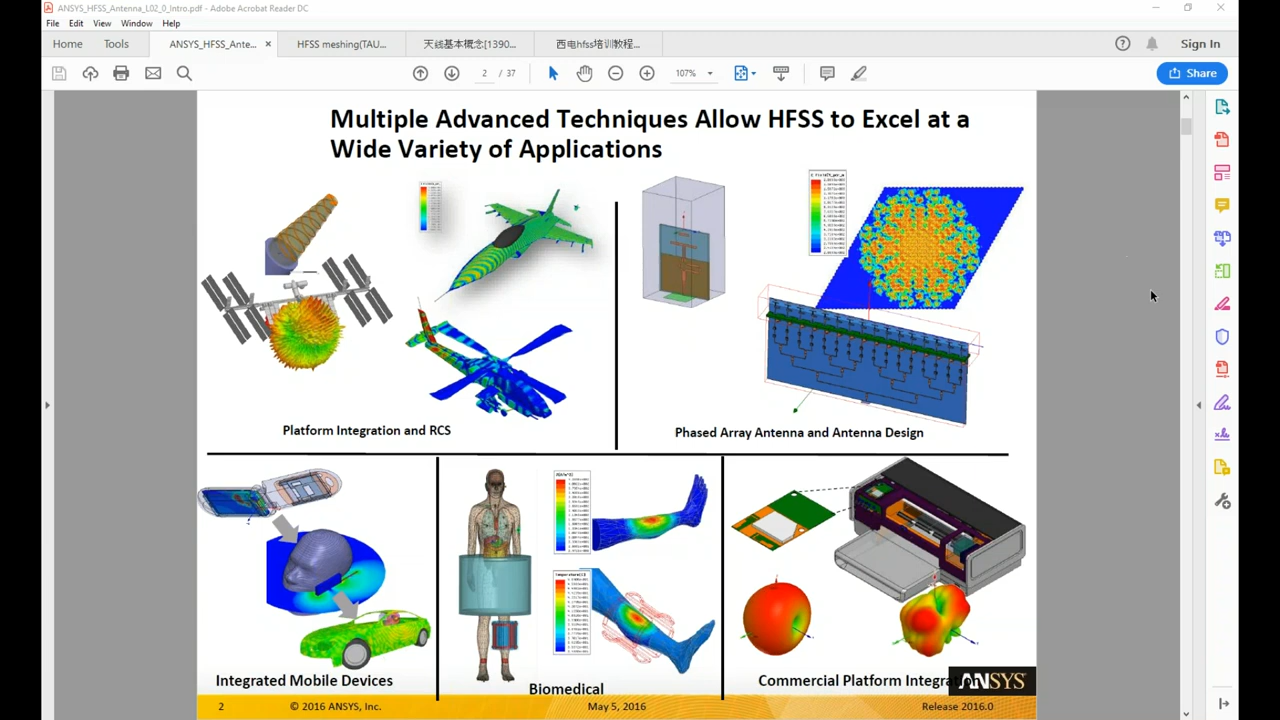 ANSYS_HFSS_Antenna_L02_0_Intro.pdf - Adobe Acrobat Reader DC
File Edit View Window Help
Home Tools ANSYS_HFSS_Ante... × HFSS meshing(TAU... 天线基本概念[1390... 西电hfss培训教程... Sign In
2 / 37 107% Share
Multiple Advanced Techniques Allow HFSS to Excel at a
Wide Variety of Applications
Platform Integration and RCS
Phased Array Antenna and Antenna Design
Integrated Mobile Devices
Biomedical
Commercial Platform Integration
ANSYS
2 © 2016 ANSYS, Inc. May 5, 2016 Release 2016.0